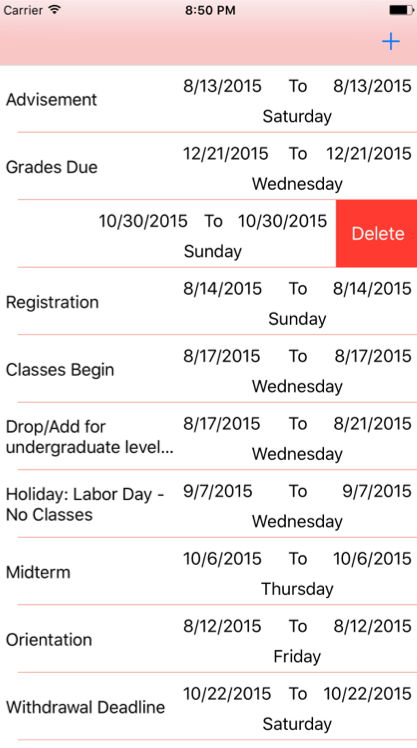 Carrier 8:50 PM
+
Advisement 8/13/2015 To 8/13/2015
Saturday
Grades Due 12/21/2015 To 12/21/2015
Wednesday
10/30/2015 To 10/30/2015 Delete
Sunday
Registration 8/14/2015 To 8/14/2015
Sunday
Classes Begin 8/17/2015 To 8/17/2015
Wednesday
Drop/Add for 8/17/2015 To 8/21/2015
undergraduate level... Wednesday
Holiday: Labor Day - 9/7/2015 To 9/7/2015
No Classes Wednesday
Midterm 10/6/2015 To 10/6/2015
Thursday
Orientation 8/12/2015 To 8/12/2015
Friday
Withdrawal Deadline 10/22/2015 To 10/22/2015
Saturday